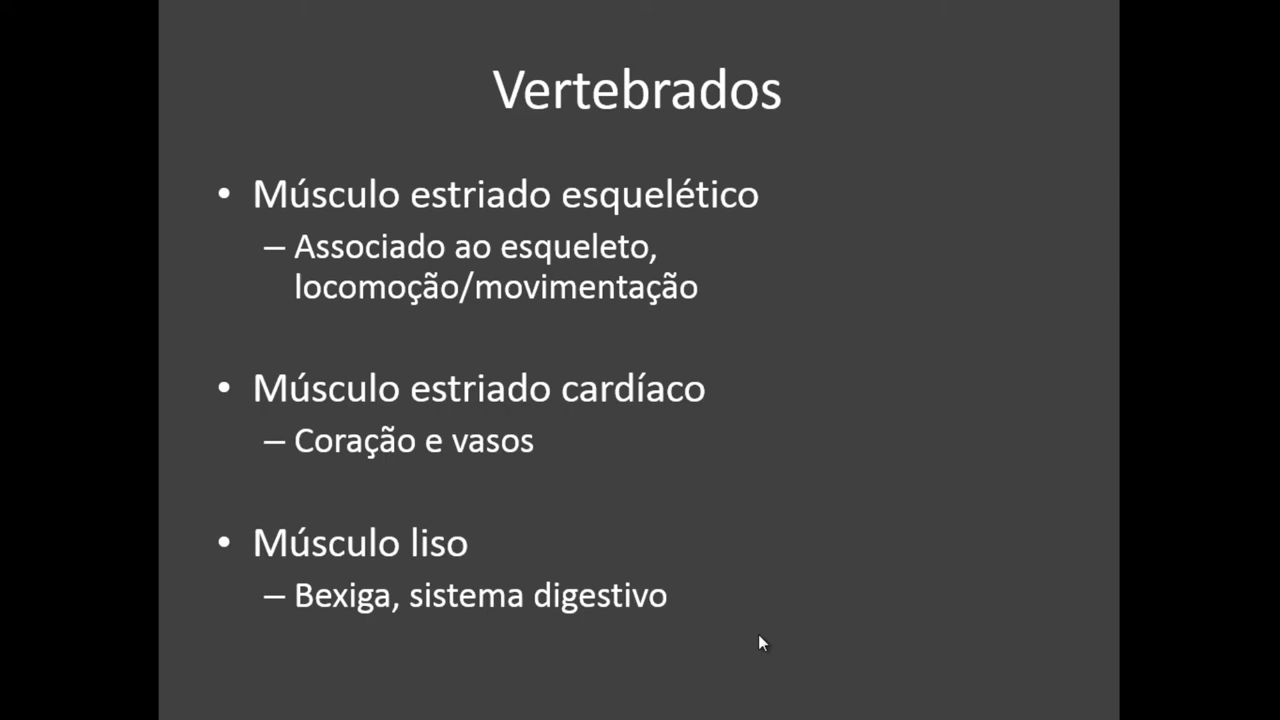 Vertebrados
• Músculo estriado esquelético
– Associado ao esqueleto,
locomoção/movimentação
• Músculo estriado cardíaco
– Coração e vasos
• Músculo liso
– Bexiga, sistema digestivo